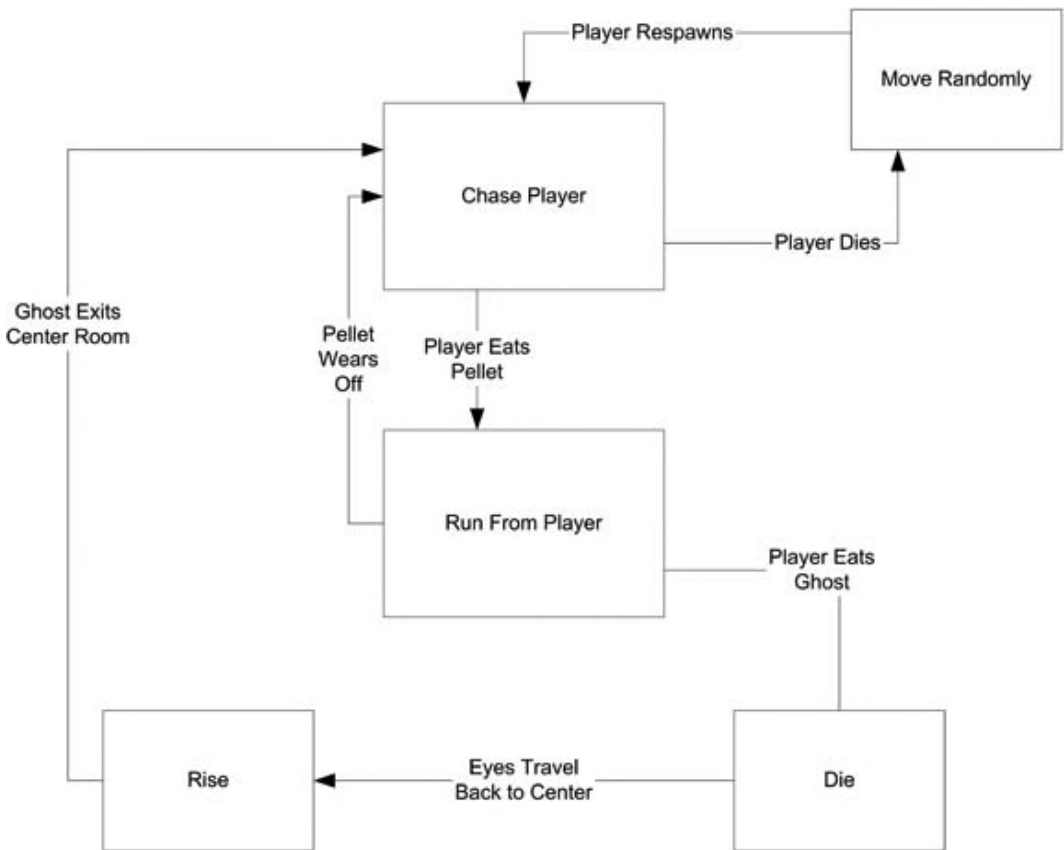 Player Respawns
Move Randomly
Chase Player
Player Dies
Ghost Exits
Center Room
Pellet
Wears
Off
Player Eats
Pellet
Run From Player
Player Eats
Ghost
Rise
Eyes Travel
Back to Center
Die